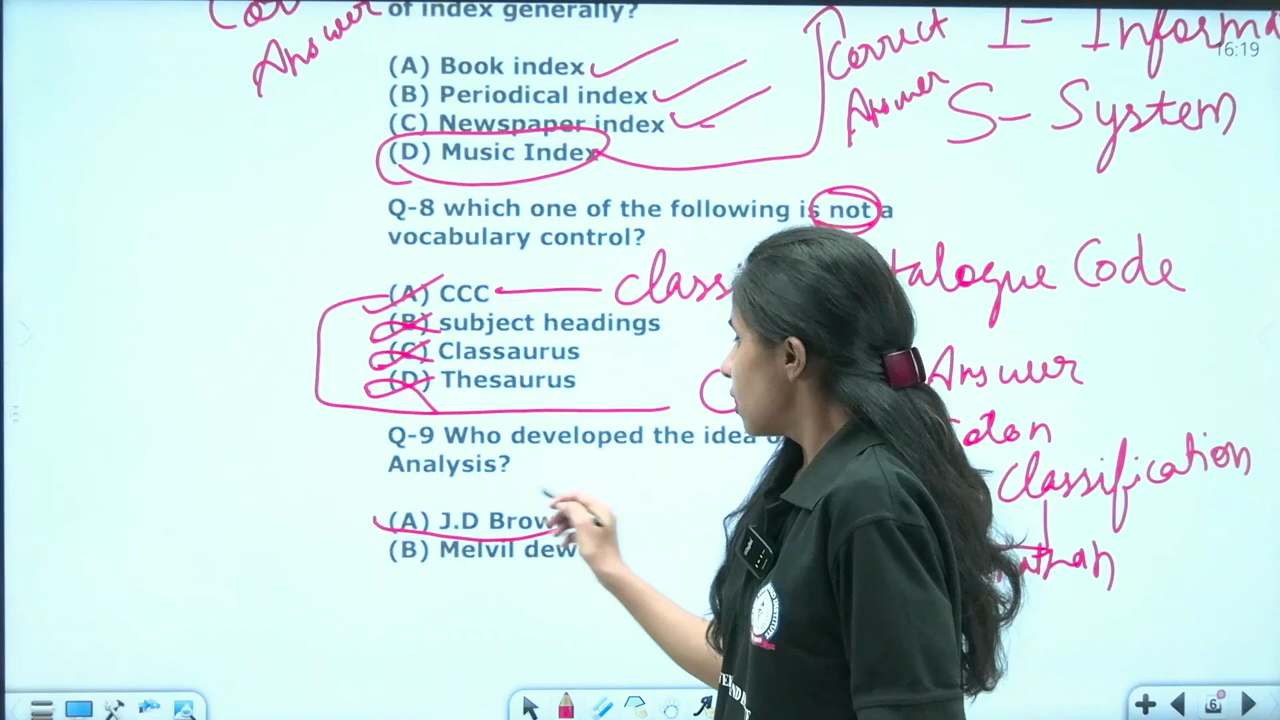 of index generally?
Answer
(A) Book index
(B) Periodical index
(C) Newspaper index
(D) Music Index
Correct
Answer
I- Informa
16:19
S- System
Q-8 which one of the following is not a
vocabulary control?
(A) CCC
talogue Code
(B) subject headings
(C) Classaurus
(D) Thesaurus
Answer
Q-9 Who developed the idea
Analysis?
Classification
(A) J.D Brow
(B) Melvil dew